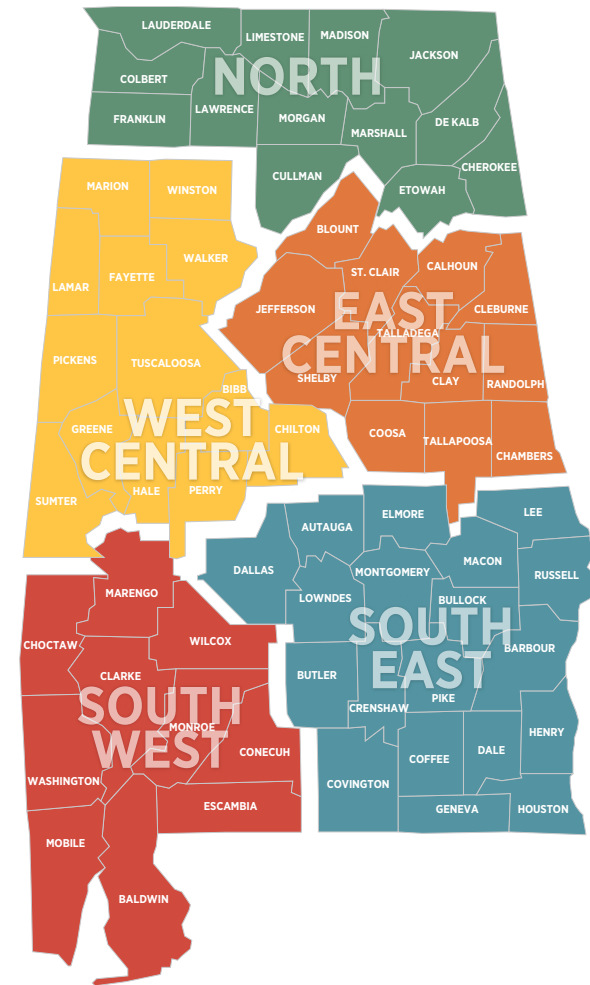 LAUDERDALE
LIMESTONE
MADISON
JACKSON
COLBERT
NORTH
FRANKLIN
LAWRENCE
MORGAN
MARSHALL
DE KALB
CHEROKEE
CULLMAN
ETOWAH
MARION
WINSTON
WALKER
FAYETTE
LAMAR
PICKENS
TUSCALOOSA
BIBB
GREENE
WEST
CENTRAL
CHILTON
HALE
PERRY
SUMTER
BLOUNT
ST. CLAIR
CALHOUN
JEFFERSON
CLEBURNE
EAST
CENTRAL
TALLADEGA
SHELBY
CLAY
RANDOLPH
COOSA
TALLAPOOSA
CHAMBERS
ELMORE
LEE
AUTAUGA
DALLAS
MONTGOMERY
MACON
RUSSELL
LOWNDES
BULLOCK
SOUTH
EAST
BARBOUR
BUTLER
PIKE
CRENSHAW
HENRY
COFFEE
DALE
COVINGTON
GENEVA
HOUSTON
MARENGO
CHOCTAW
WILCOX
CLARKE
SOUTH
WEST
MONROE
CONECUH
WASHINGTON
ESCAMBIA
MOBILE
BALDWIN